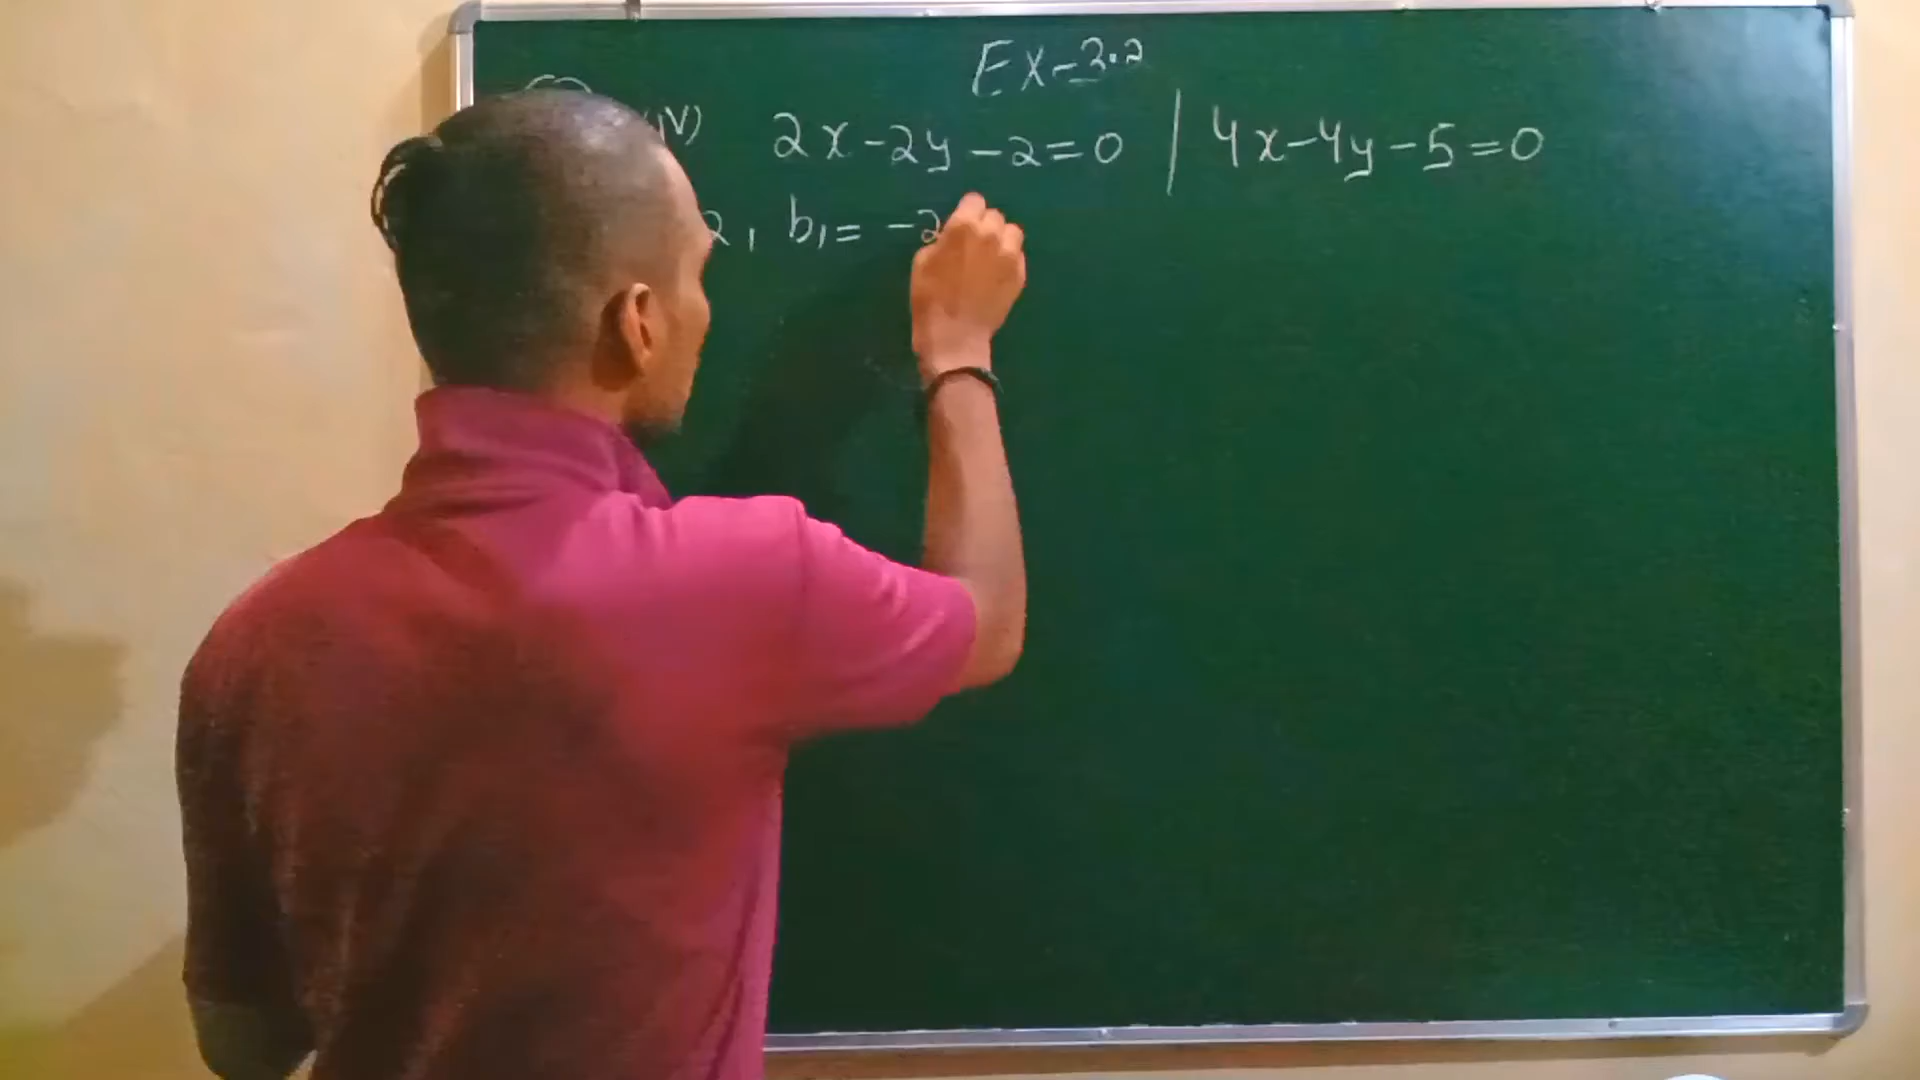 Ex-3.2
(iv) 2x-2y-2=0 | 4x-4y-5=0
2, b₁= -2